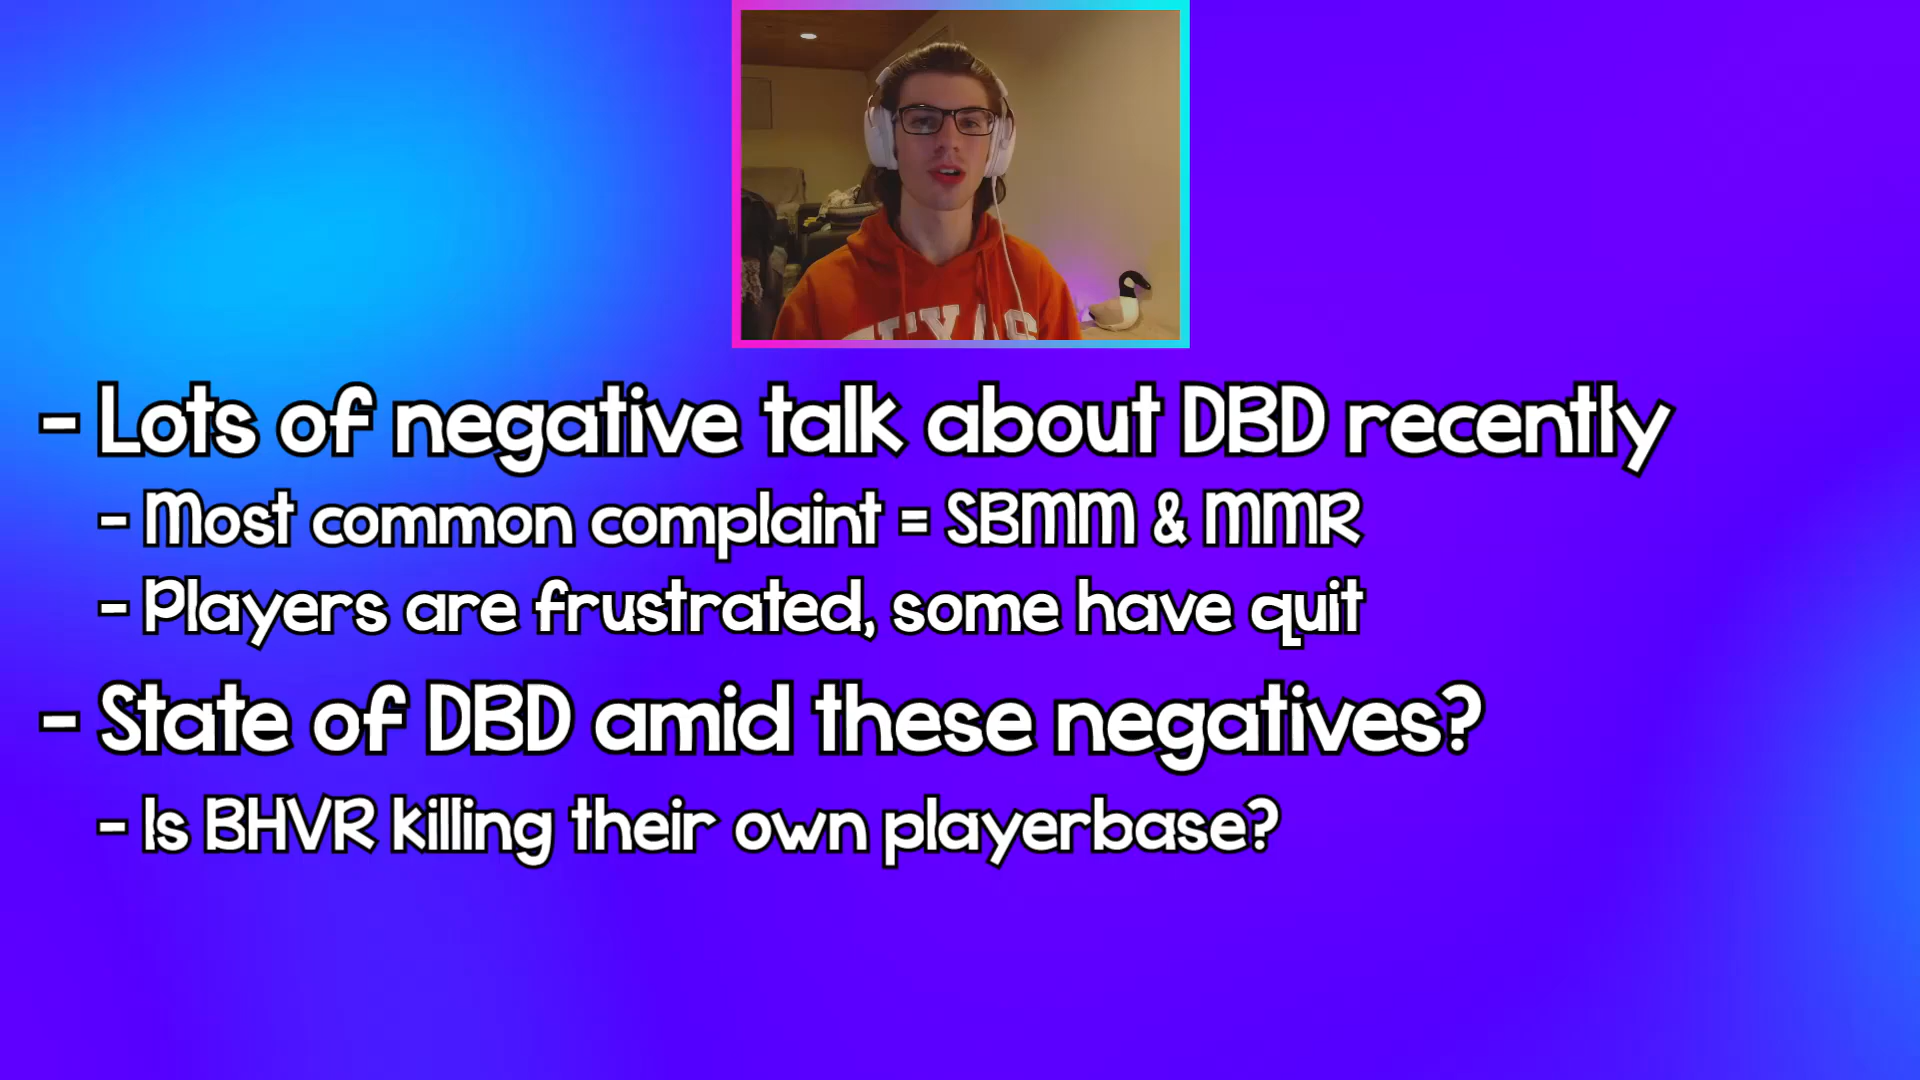 TEXAS
- Lots of negative talk about DBD recently
- Most common complaint = SBMM & MMR
- Players are frustrated, some have quit
- State of DBD amid these negatives?
- Is BHVR killing their own playerbase?